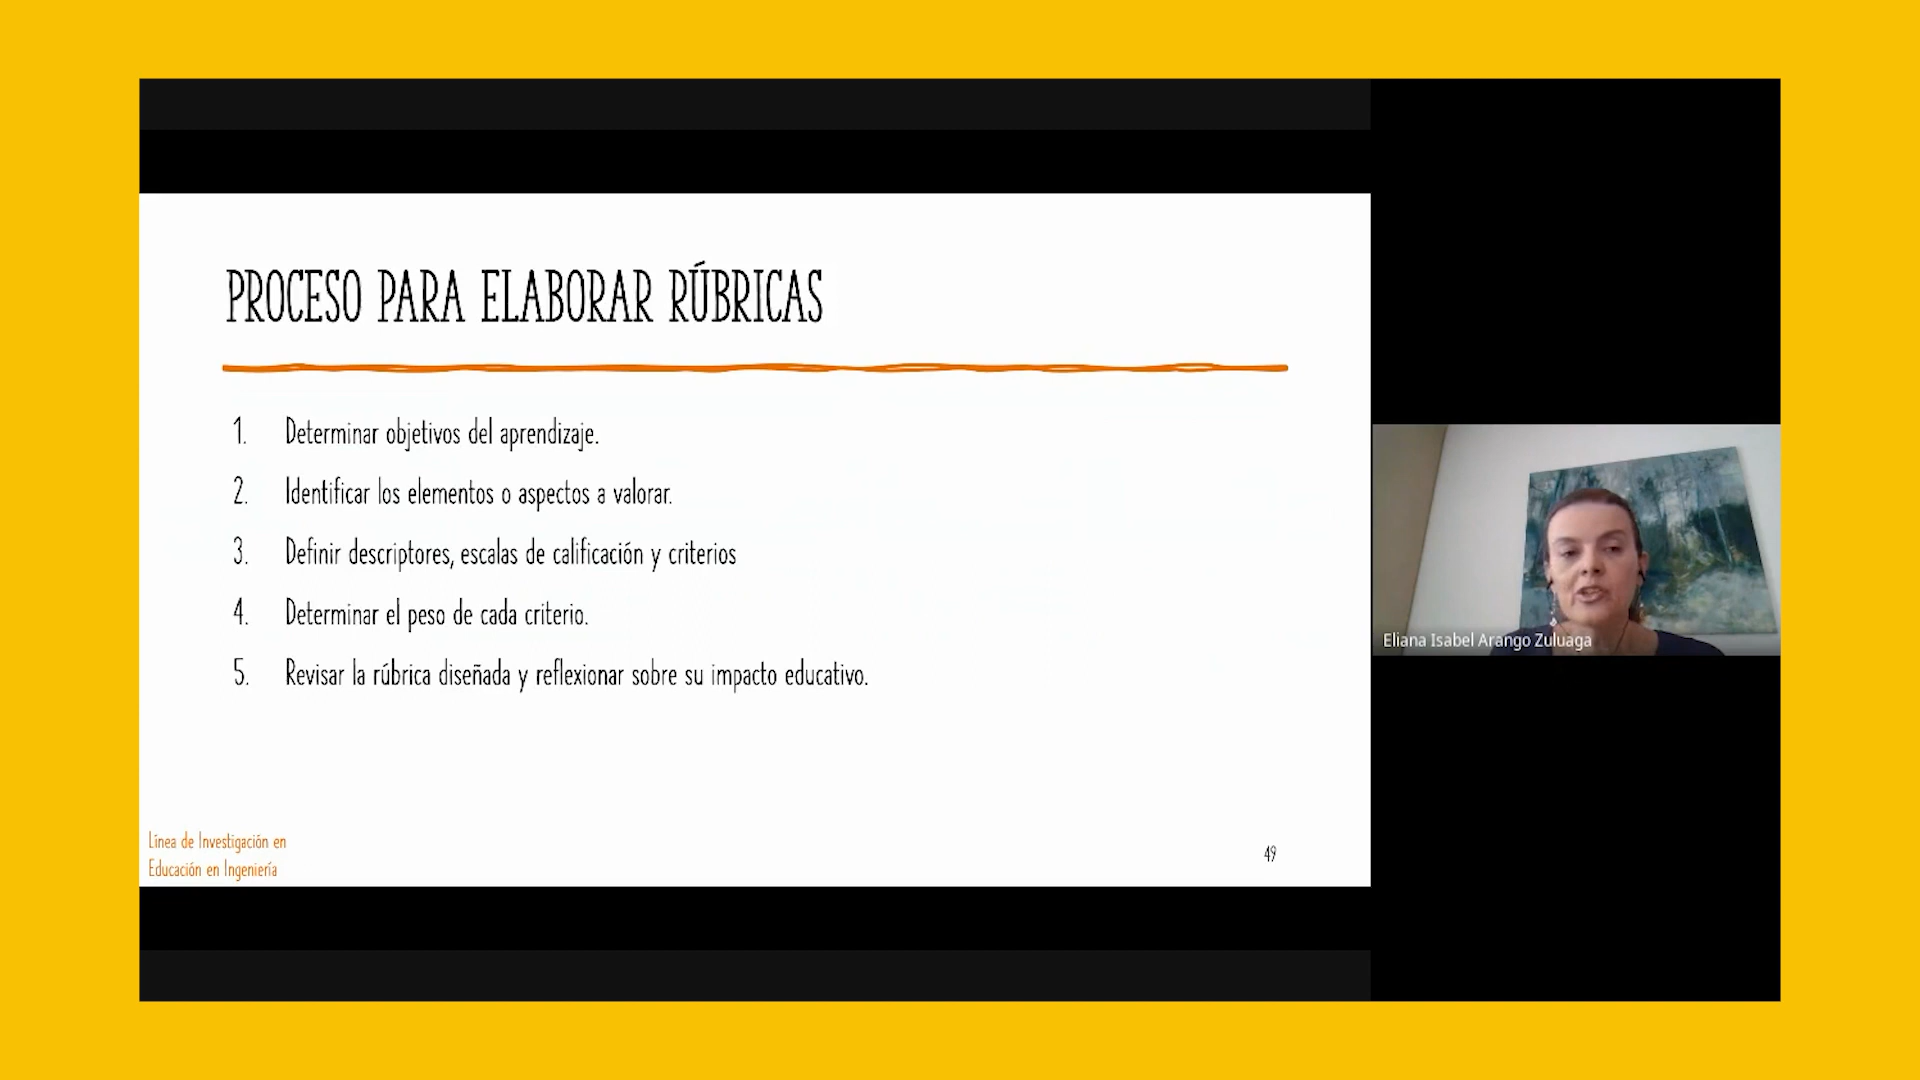 PROCESO PARA ELABORAR RÚBRICAS
1. Determinar objetivos del aprendizaje.
2. Identificar los elementos o aspectos a valorar.
3. Definir descriptores, escalas de calificación y criterios
4. Determinar el peso de cada criterio.
5. Revisar la rúbrica diseñada y reflexionar sobre su impacto educativo.
Eliana Isabel Arango Zuluaga
Línea de Investigación en
Educación en Ingeniería
49